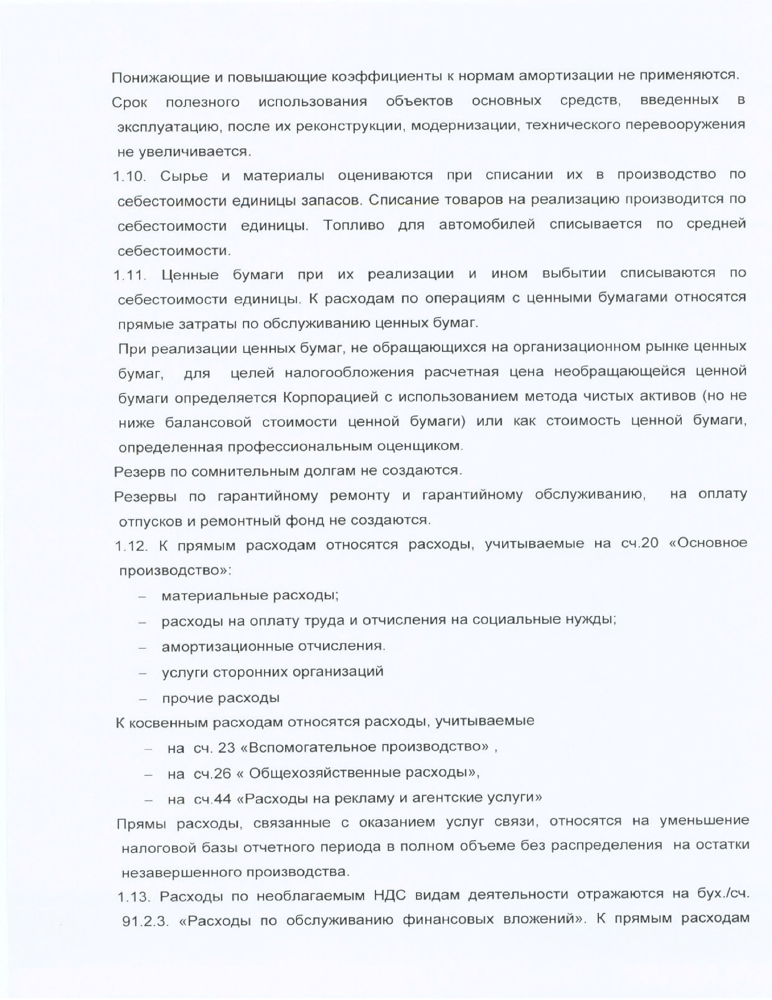 Понижающие и повышающие коэффициенты к нормам амортизации не применяются.
Срок полезного использования объектов основных средств, введенных в
эксплуатацию, после их реконструкции, модернизации, технического перевооружения
не увеличивается.
1.10. Сырье и материалы оцениваются при списании их в производство по
себестоимости единицы запасов. Списание товаров на реализацию производится по
себестоимости единицы. Топливо для автомобилей списывается по средней
себестоимости.
1.11. Ценные бумаги при их реализации и ином выбытии списываются по
себестоимости единицы. К расходам по операциям с ценными бумагами относятся
прямые затраты по обслуживанию ценных бумаг.
При реализации ценных бумаг, не обращающихся на организационном рынке ценных
бумаг, для целей налогообложения расчетная цена необращающейся ценной
бумаги определяется Корпорацией с использованием метода чистых активов (но не
ниже балансовой стоимости ценной бумаги) или как стоимость ценной бумаги,
определенная профессиональным оценщиком.
Резерв по сомнительным долгам не создаются.
Резервы по гарантийному ремонту и гарантийному обслуживанию, на оплату
отпусков и ремонтный фонд не создаются.
1.12. К прямым расходам относятся расходы, учитываемые на сч.20 «Основное
производство»:
– материальные расходы;
– расходы на оплату труда и отчисления на социальные нужды;
– амортизационные отчисления.
– услуги сторонних организаций
– прочие расходы
К косвенным расходам относятся расходы, учитываемые
– на сч. 23 «Вспомогательное производство» ,
– на сч.26 « Общехозяйственные расходы»,
– на сч.44 «Расходы на рекламу и агентские услуги»
Прямы расходы, связанные с оказанием услуг связи, относятся на уменьшение
налоговой базы отчетного периода в полном объеме без распределения на остатки
незавершенного производства.
1.13. Расходы по необлагаемым НДС видам деятельности отражаются на бух./сч.
91.2.3. «Расходы по обслуживанию финансовых вложений». К прямым расходам